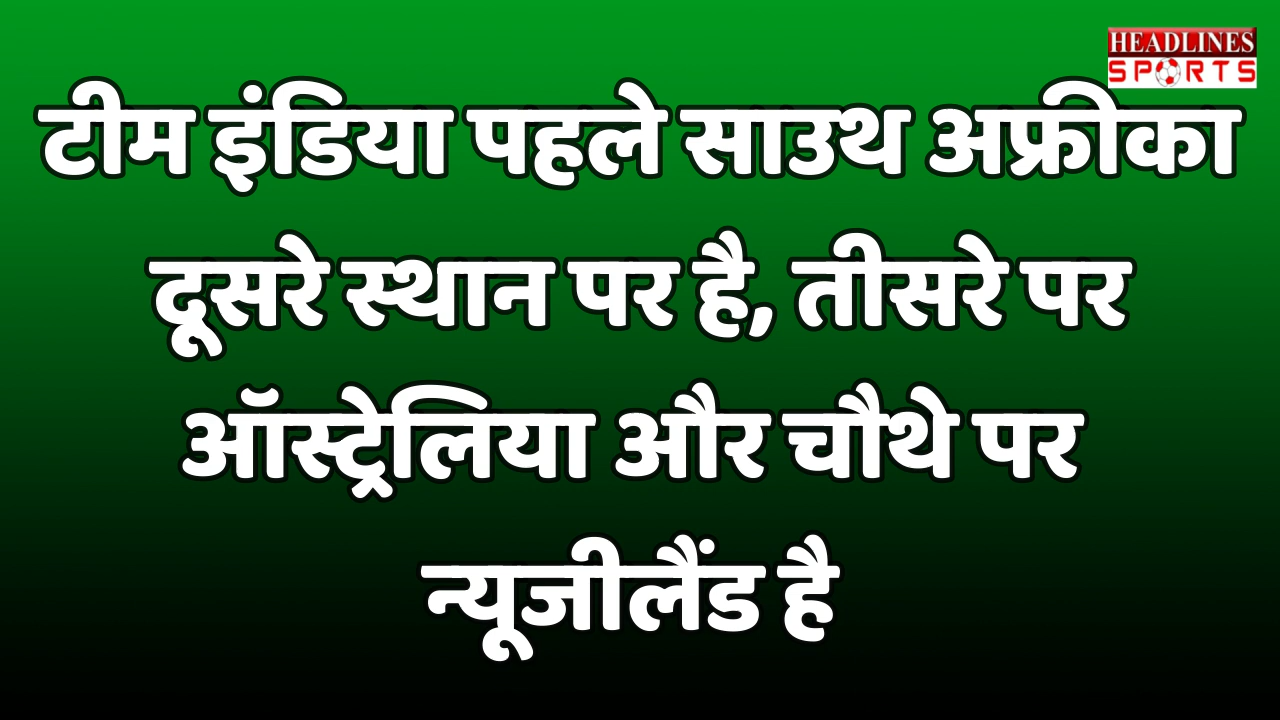 HEADLINES
SPORTS
टीम इंडिया पहले साउथ अफ्रीका
दूसरे स्थान पर है, तीसरे पर
ऑस्ट्रेलिया और चौथे पर
न्यूजीलैंड है